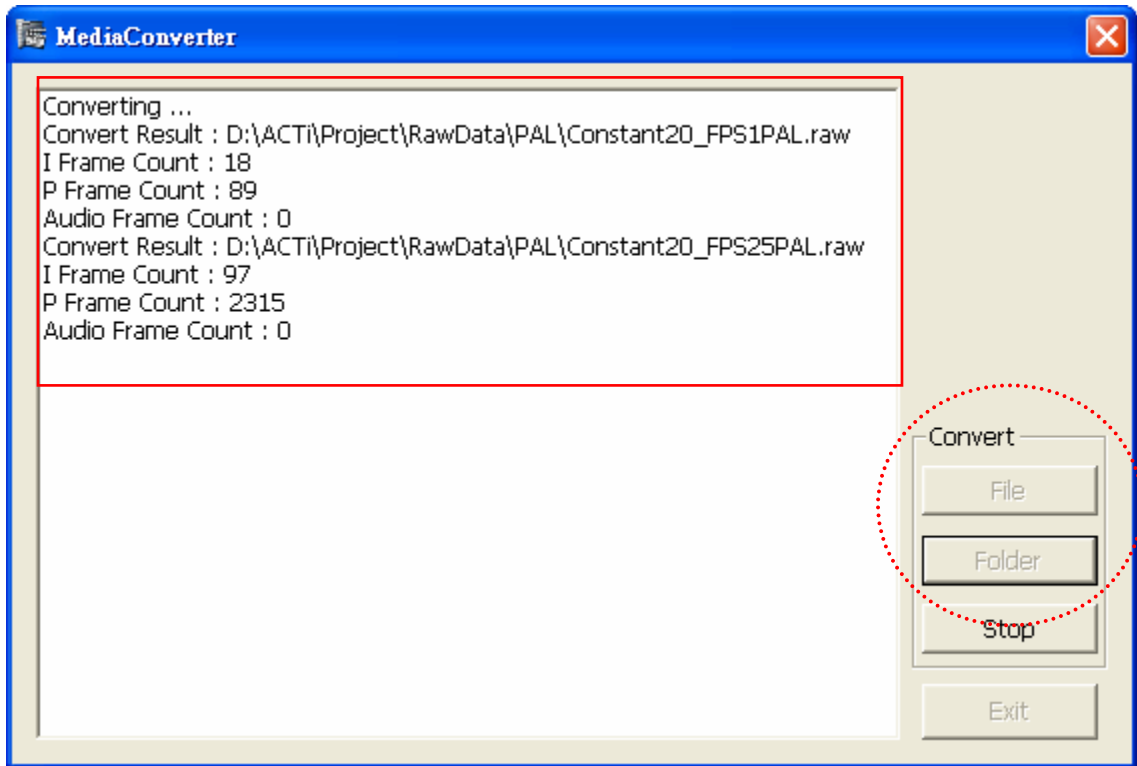 MediaConverter
Converting ...
Convert Result : D:\ACTi\Project\RawData\PAL\Constant20_FPS1PAL.raw
I Frame Count : 18
P Frame Count : 89
Audio Frame Count : 0
Convert Result : D:\ACTi\Project\RawData\PAL\Constant20_FPS25PAL.raw
I Frame Count : 97
P Frame Count : 2315
Audio Frame Count : 0
Convert
File
Folder
Stop
Exit